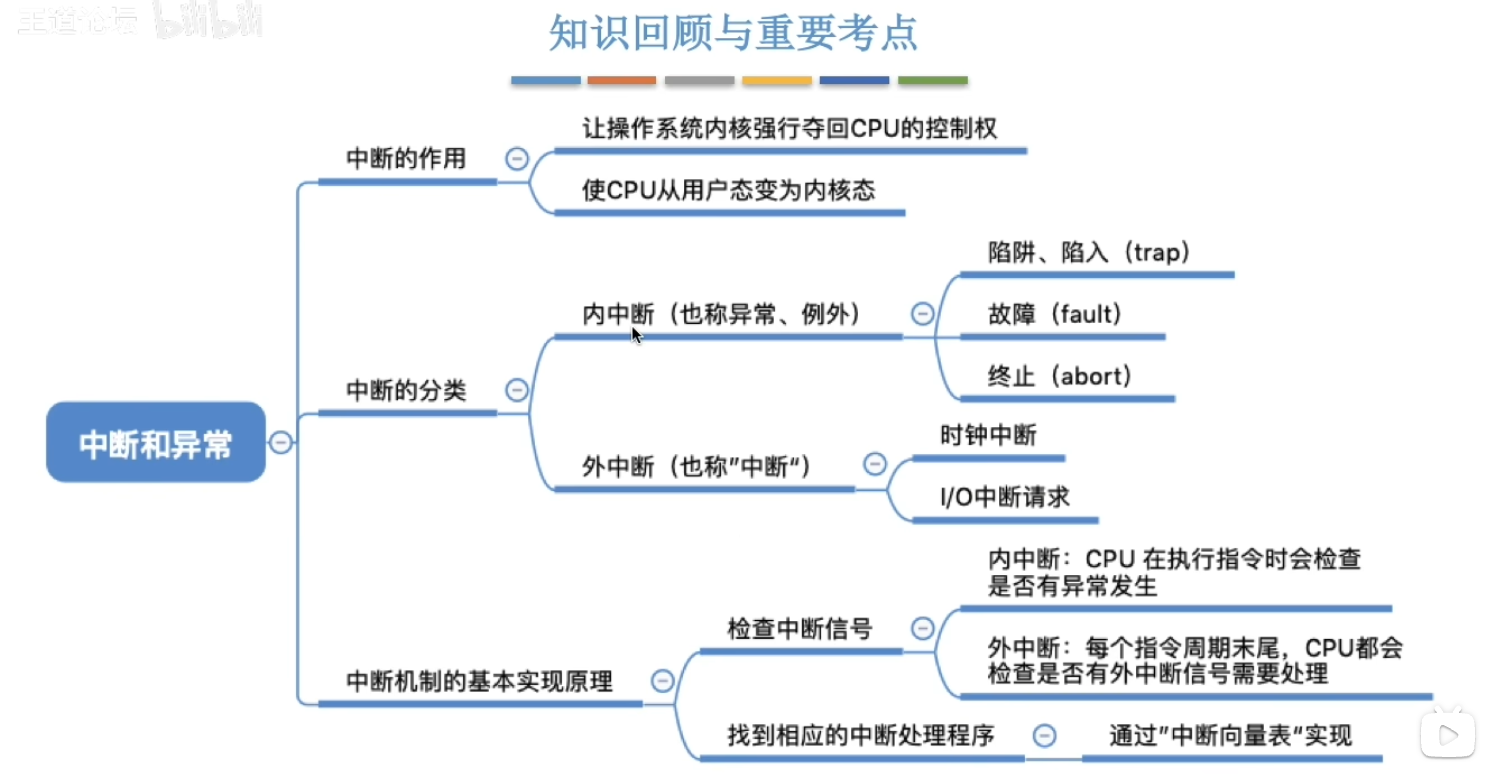 王道论坛 bilibili
知识回顾与重要考点
中断和异常
中断的作用
让操作系统内核强行夺回CPU的控制权
使CPU从用户态变为内核态
中断的分类
内中断（也称异常、例外）
陷阱、陷入（trap）
故障（fault）
终止（abort）
外中断（也称”中断“）
时钟中断
I/O中断请求
中断机制的基本实现原理
检查中断信号
内中断：CPU 在执行指令时会检查
是否有异常发生
外中断：每个指令周期末尾，CPU都会
检查是否有外中断信号需要处理
找到相应的中断处理程序
通过”中断向量表“实现